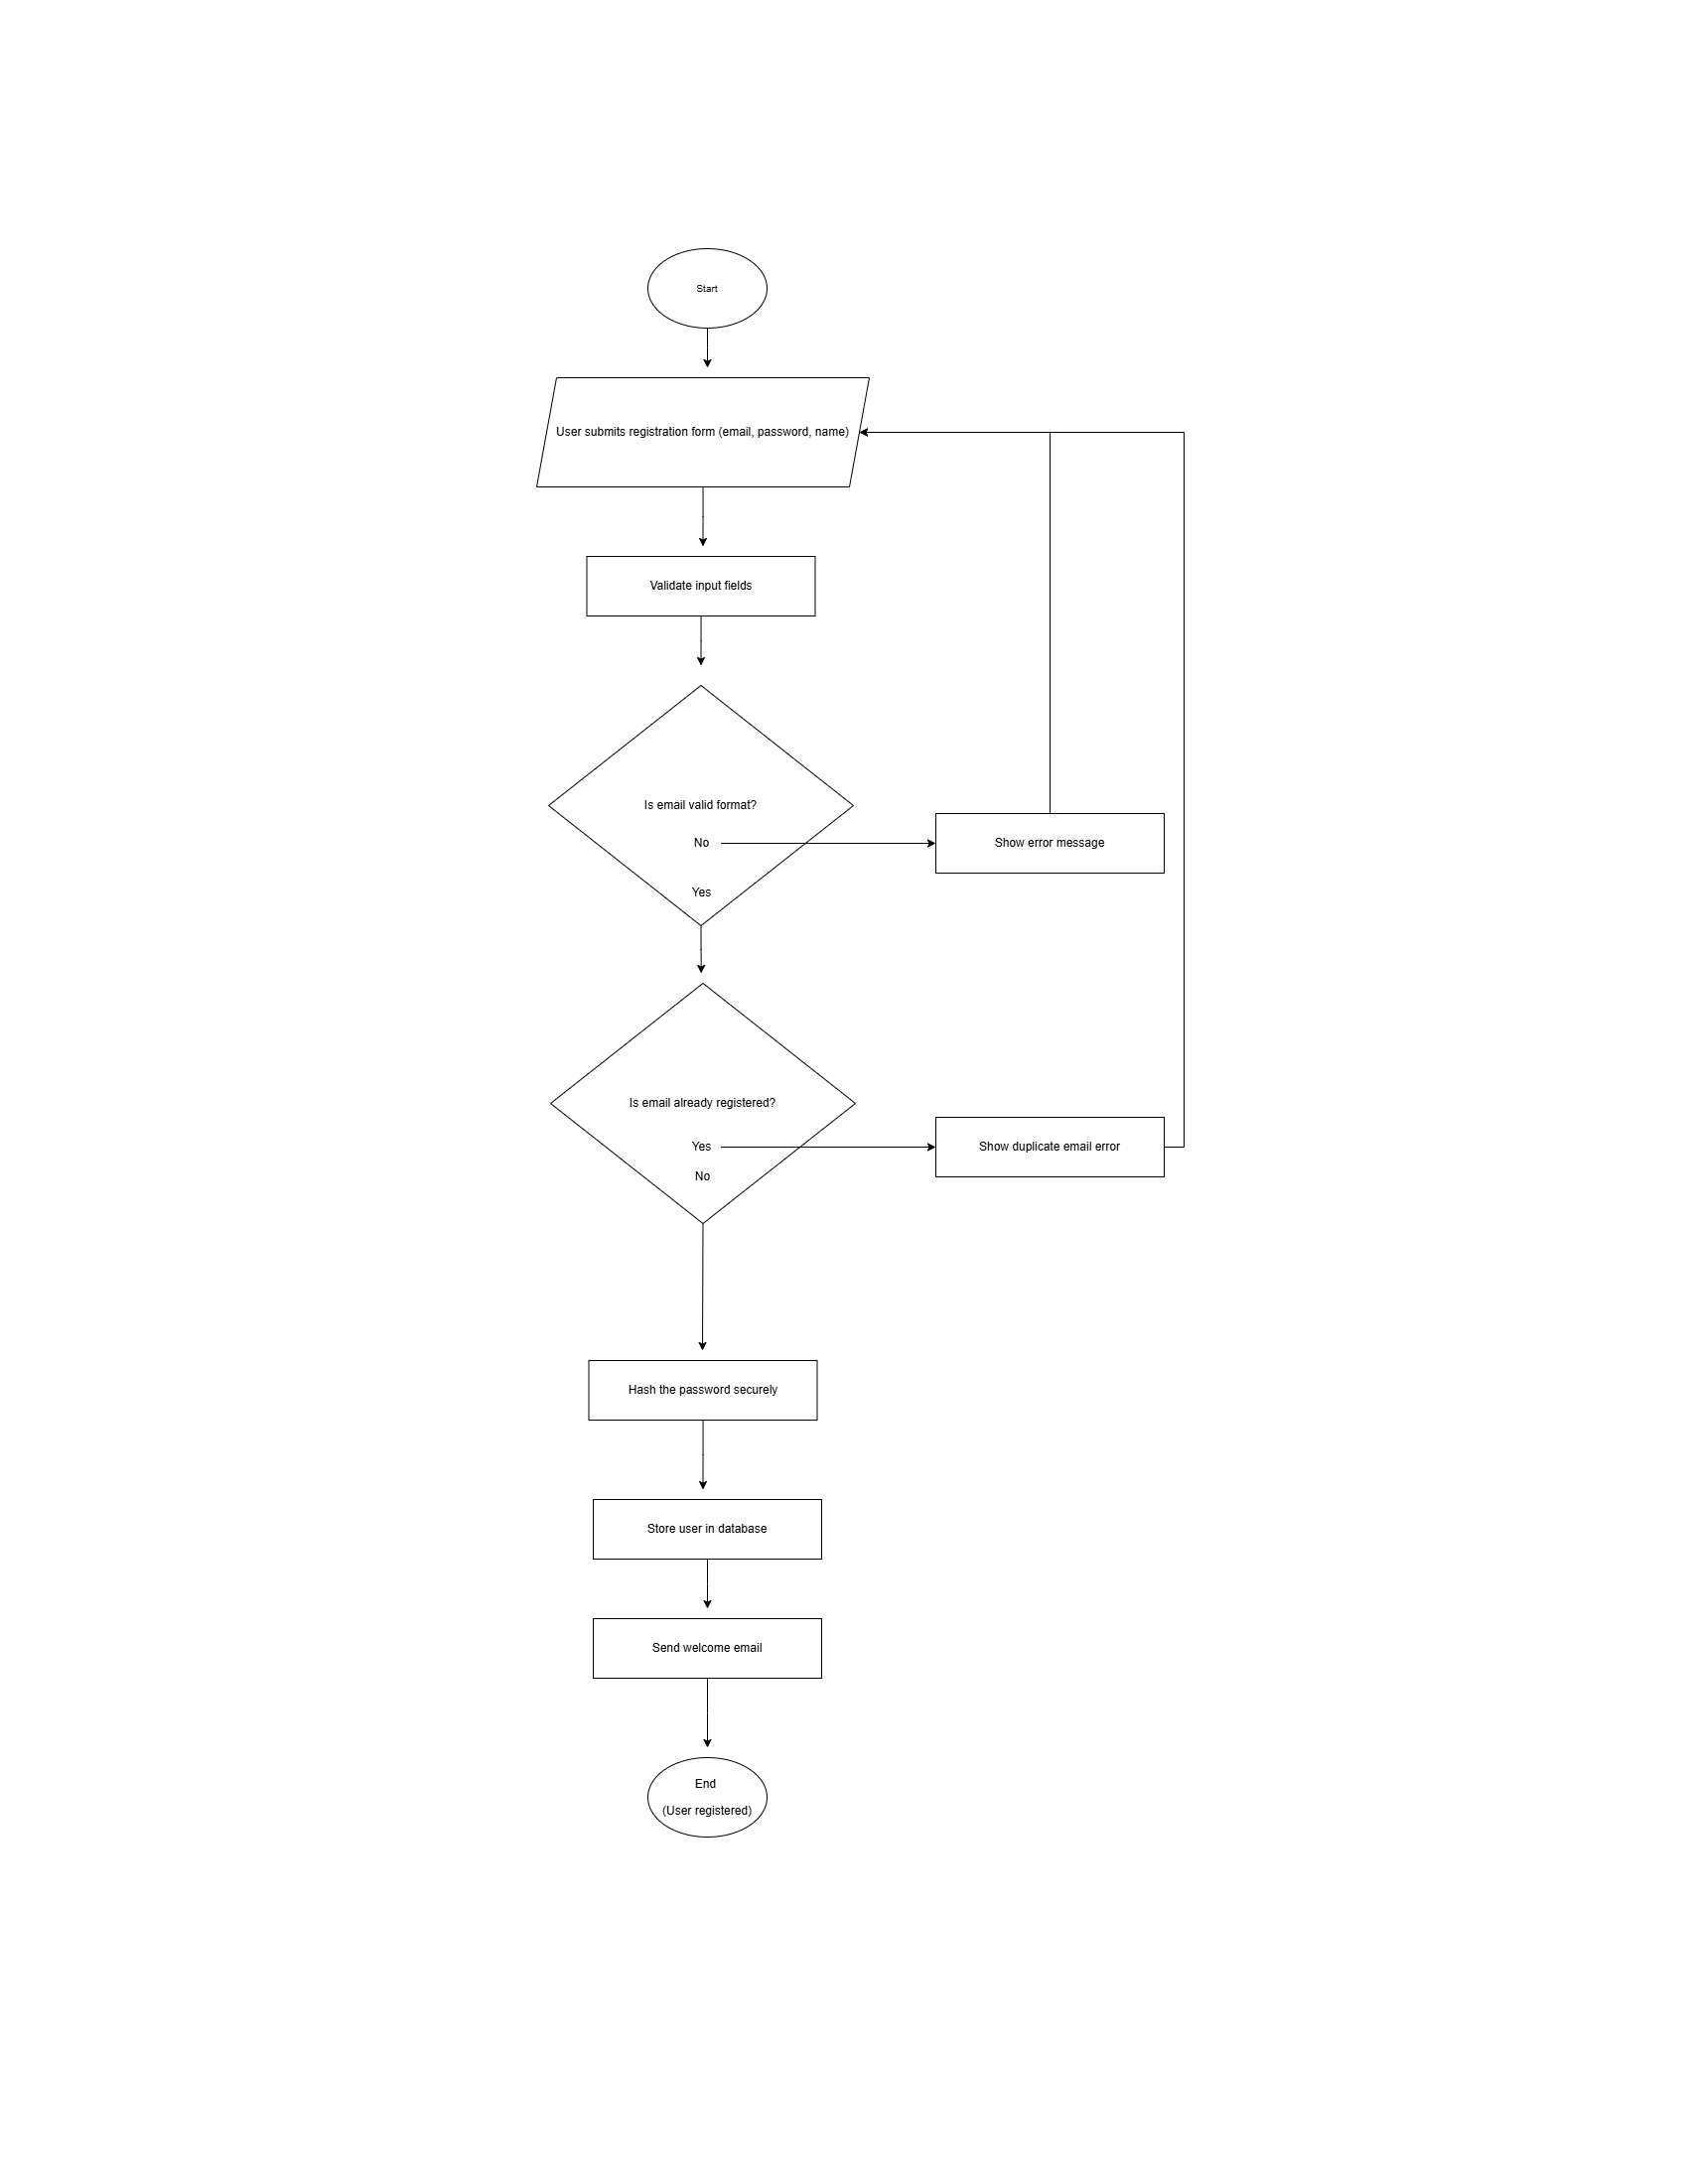 Start
User submits registration form (email, password, name)
Validate input fields
Is email valid format?
No
Show error message
Yes
Is email already registered?
Yes
Show duplicate email error
No
Hash the password securely
Store user in database
Send welcome email
End
(User registered)